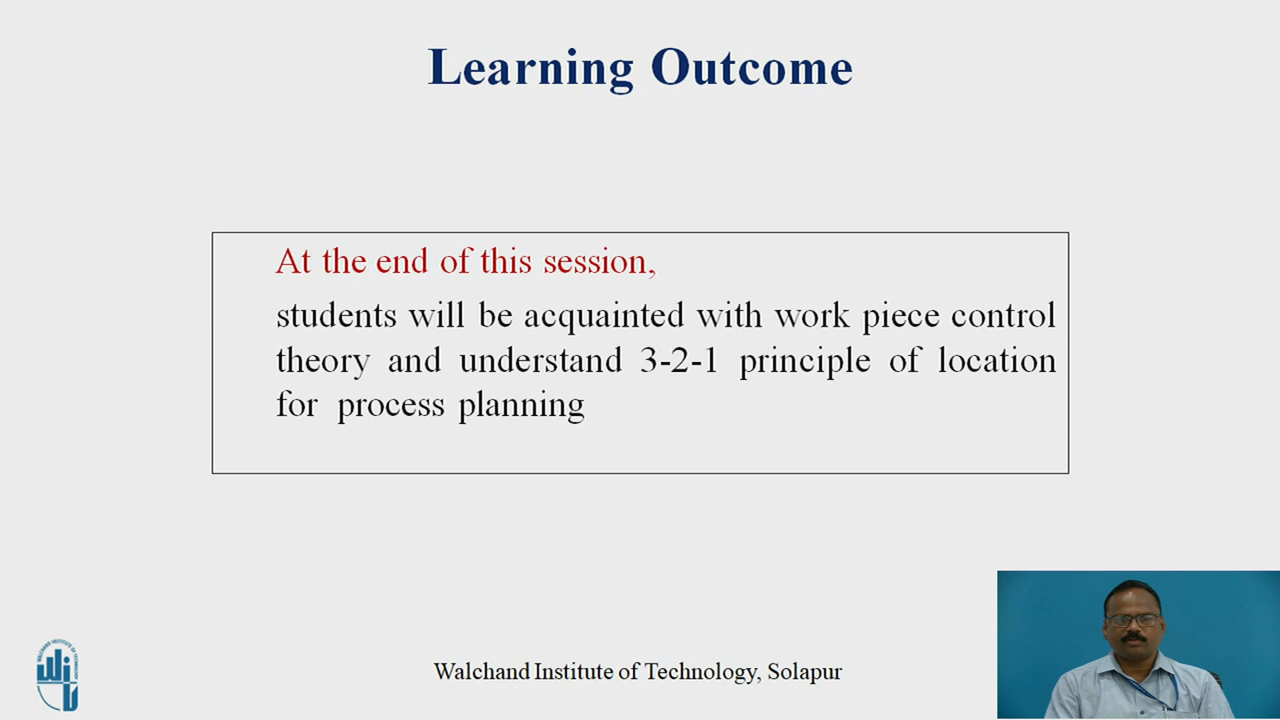 Learning Outcome
At the end of this session,
students will be acquainted with work piece control
theory and understand 3-2-1 principle of location
for process planning
Walchand Institute of Technology, Solapur